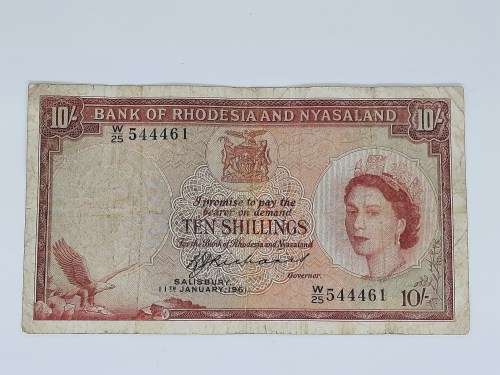 10/- 10/-
BANK OF RHODESIA AND NYASALAND
W/25 544461
I promise to pay the
bearer on demand
TEN SHILLINGS
For the Bank of Rhodesia and Nyasaland
Governor.
SALISBURY,
11TH JANUARY, 1961
W/25 544461 10/-